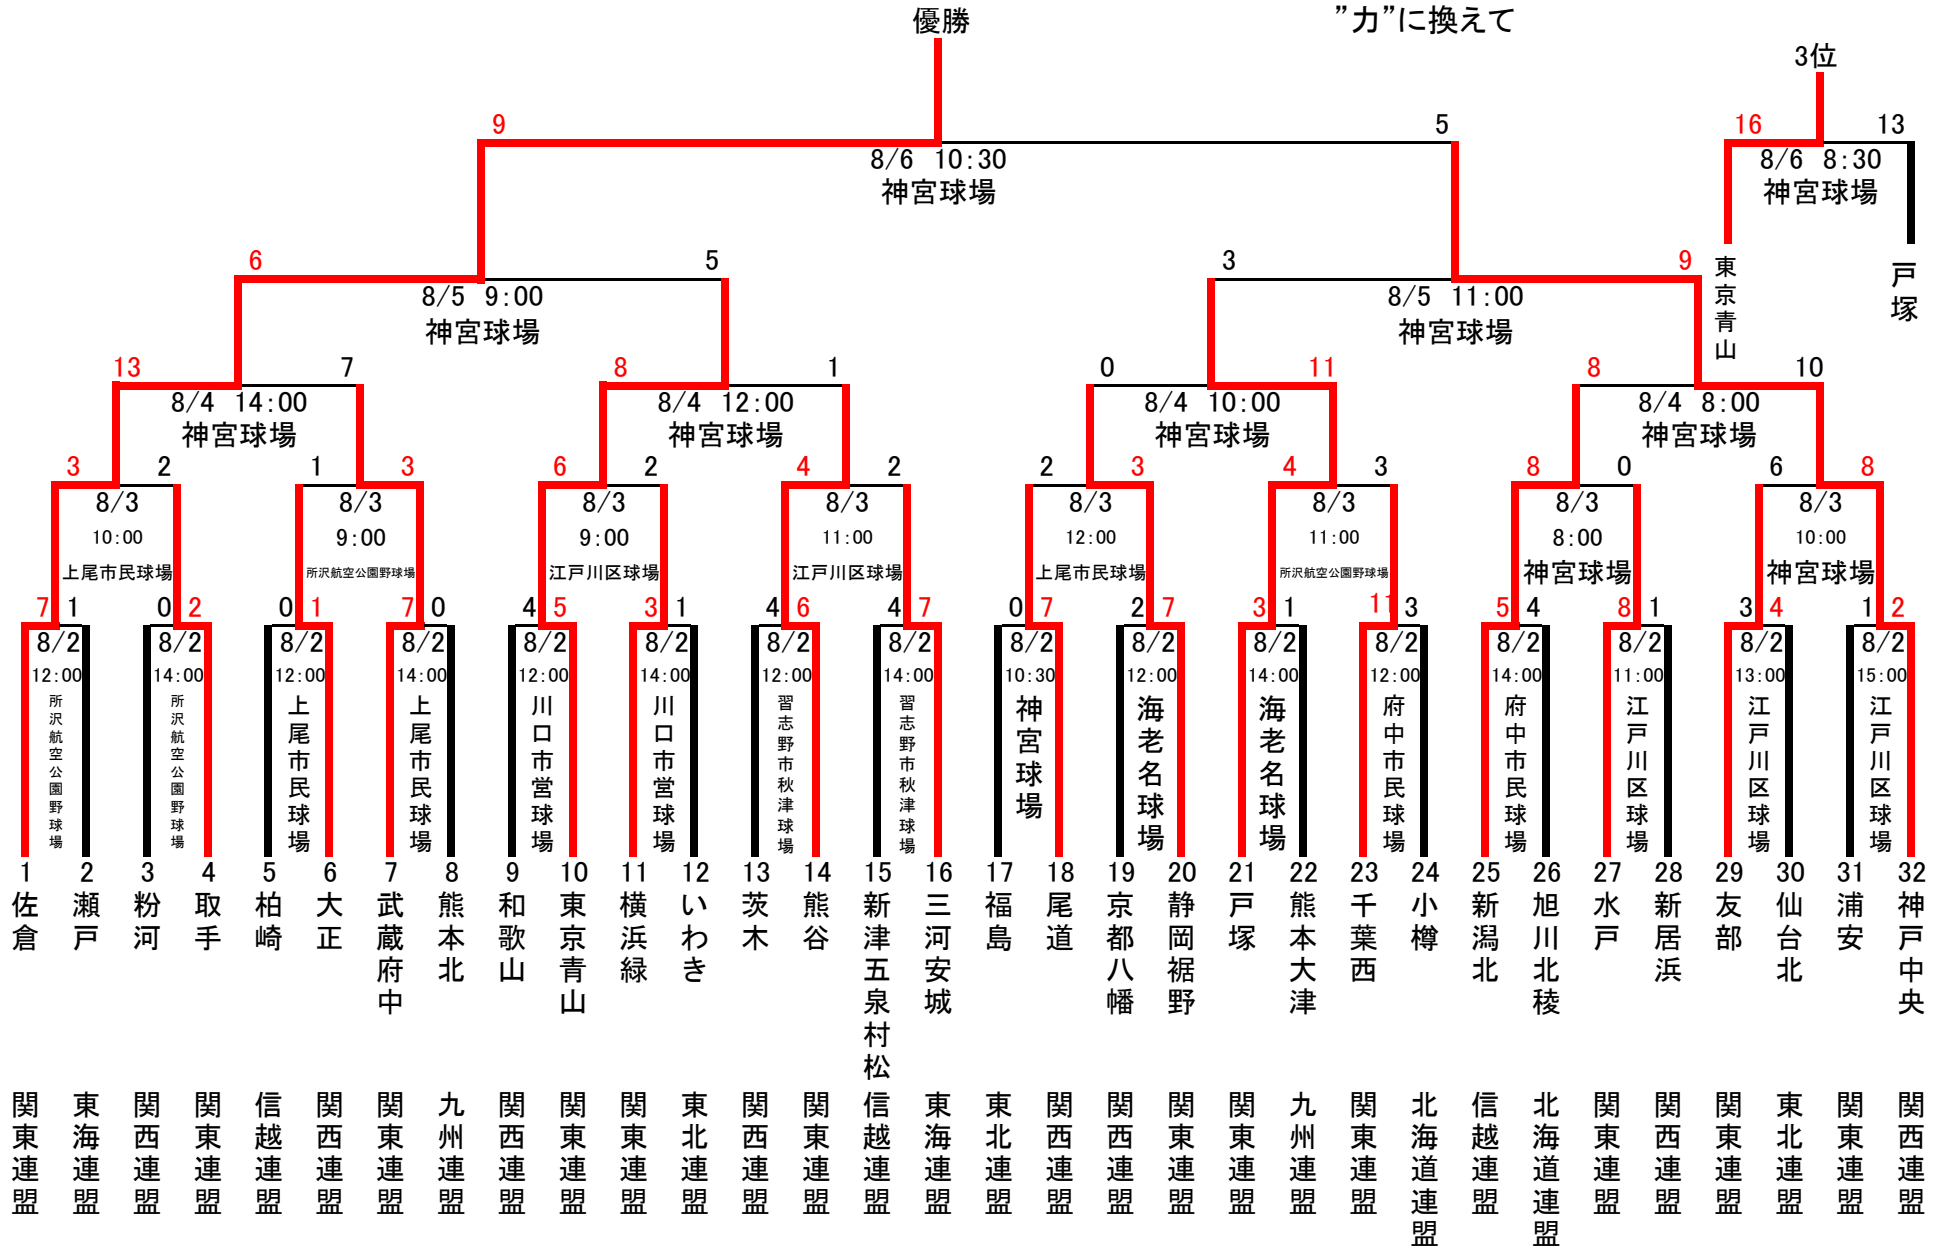 優勝
”力”に換えて
3位
9
5
16
13
8/6 10:30
神宮球場
8/6 8:30
神宮球場
6
5
3
9
東京青山
戸塚
8/5 9:00
神宮球場
8/5 11:00
神宮球場
13
7
8
1
0
11
8
10
8/4 14:00
神宮球場
8/4 12:00
神宮球場
8/4 10:00
神宮球場
8/4 8:00
神宮球場
3
2
1
3
6
2
4
2
2
3
4
3
8
0
6
8
8/3
10:00
上尾市民球場
8/3
9:00
所沢航空公園野球場
8/3
9:00
江戸川区球場
8/3
11:00
江戸川区球場
8/3
12:00
上尾市民球場
8/3
11:00
所沢航空公園野球場
8/3
8:00
神宮球場
8/3
10:00
神宮球場
7
1
0
2
0
1
7
0
4
5
3
1
4
6
4
7
0
7
2
7
3
1
11
3
5
4
8
1
3
4
1
2
8/2
12:00
所沢航空公園野球場
8/2
14:00
所沢航空公園野球場
8/2
12:00
上尾市民球場
8/2
14:00
上尾市民球場
8/2
12:00
川口市営球場
8/2
14:00
川口市営球場
8/2
12:00
習志野市秋津球場
8/2
14:00
習志野市秋津球場
8/2
10:30
神宮球場
8/2
12:00
海老名球場
8/2
14:00
海老名球場
8/2
12:00
府中市民球場
8/2
14:00
府中市民球場
8/2
11:00
江戸川区球場
8/2
13:00
江戸川区球場
8/2
15:00
江戸川区球場
1
佐倉
関東連盟
2
瀬戸
東海連盟
3
粉河
関西連盟
4
取手
関東連盟
5
柏崎
信越連盟
6
大正
関西連盟
7
武蔵府中
関東連盟
8
熊本北
九州連盟
9
和歌山
関西連盟
10
東京青山
関東連盟
11
横浜緑
関東連盟
12
いわき
東北連盟
13
茨木
関西連盟
14
熊谷
関東連盟
15
新津五泉村松
信越連盟
16
三河安城
東海連盟
17
福島
東北連盟
18
尾道
関西連盟
19
京都八幡
関西連盟
20
静岡裾野
関東連盟
21
戸塚
関東連盟
22
熊本大津
九州連盟
23
千葉西
関東連盟
24
小樽
北海道連盟
25
新潟北
信越連盟
26
旭川北稜
北海道連盟
27
水戸
関東連盟
28
新居浜
関西連盟
29
友部
関東連盟
30
仙台北
東北連盟
31
浦安
関東連盟
32
神戸中央
関西連盟